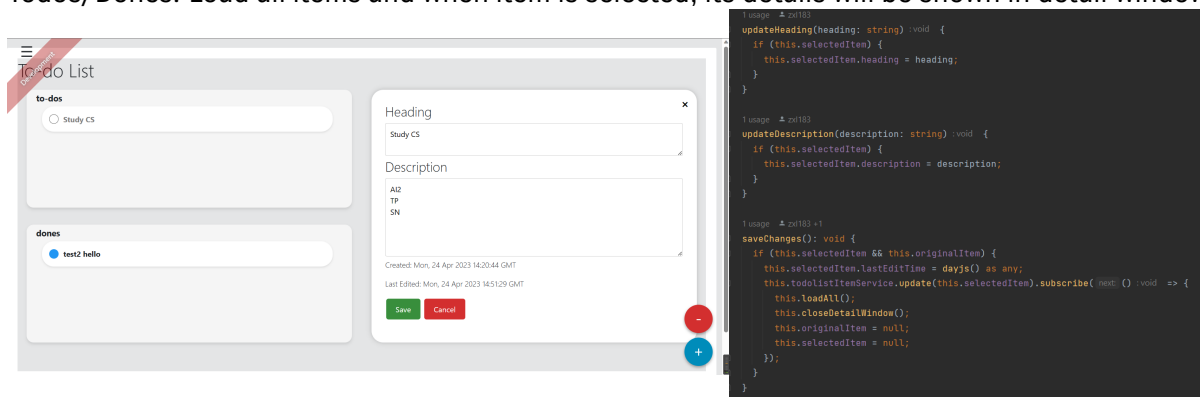 Todos/Dones: Load all items and when item is selected, its details will be shown in detail window
Development
To-do List
to-dos
Study CS
dones
test2 hello
×
Heading
Study CS
Description
AI2
TP
SN
Created: Mon, 24 Apr 2023 14:20:44 GMT
Last Edited: Mon, 24 Apr 2023 14:51:29 GMT
Save Cancel
-
+
1 usage zxl183
updateHeading(heading: string) :void {
if (this.selectedItem) {
this.selectedItem.heading = heading;
}
}
1 usage zxl183
updateDescription(description: string) :void {
if (this.selectedItem) {
this.selectedItem.description = description;
}
}
1 usage zxl183 +1
saveChanges(): void {
if (this.selectedItem && this.originalItem) {
this.selectedItem.lastEditTime = dayjs() as any;
this.todolistItemService.update(this.selectedItem).subscribe( next: () :void => {
this.loadAll();
this.closeDetailWindow();
this.originalItem = null;
this.selectedItem = null;
});
}
}